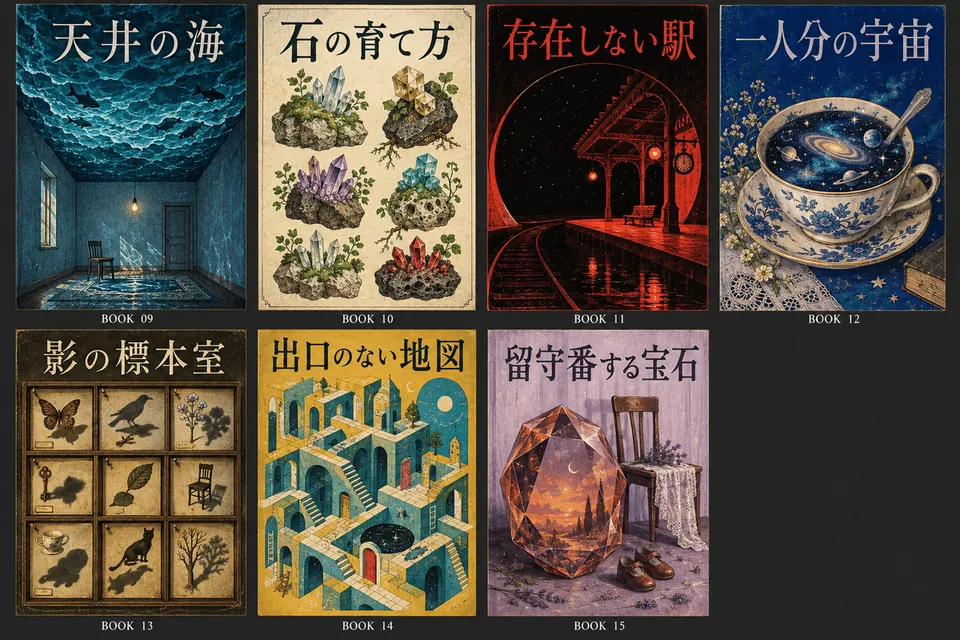 天井の海
石の育て方
存在しない駅
一人分の宇宙
BOOK 09
BOOK 10
BOOK 11
BOOK 12
影の標本室
出口のない地図
留守番する宝石
BOOK 13
BOOK 14
BOOK 15